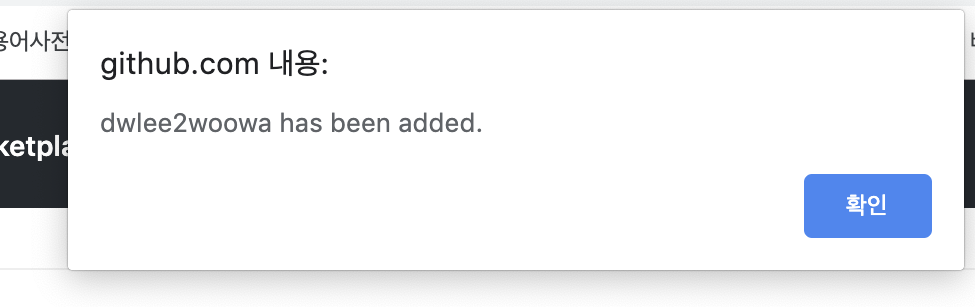 용어사전
github.com 내용:
dwlee2woowa has been added.
ketpla
확인